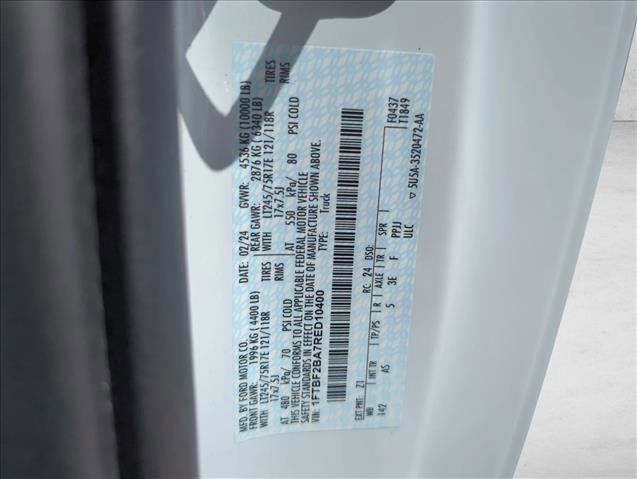 MFD. BY FORD MOTOR CO.
DATE: 02/24 GVWR: 4536 KG (10000 LB)
FRONT GAWR: 1996 KG (4400 LB) REAR GAWR: 2876 KG (6340 LB)
WITH LT245/75R17E 121/118R TIRES WITH LT245/75R17E 121/118R TIRES
17x7.5J RIMS 17x7.5J RIMS
AT 480 kPa/ 70 PSI COLD AT 550 kPa/ 80 PSI COLD
THIS VEHICLE CONFORMS TO ALL APPLICABLE FEDERAL MOTOR VEHICLE
SAFETY STANDARDS IN EFFECT ON THE DATE OF MANUFACTURE SHOWN ABOVE.
VIN: 1FTBF2BA7RED10400 TYPE: Truck
F0437
T1849
EXT PNT: Z1 RC: 24 DSO:
WB INT TR TP/PS R AXLE TR SPR
142 AS 5 3E F PPJJ
ULC
5U5A-3520472-AA